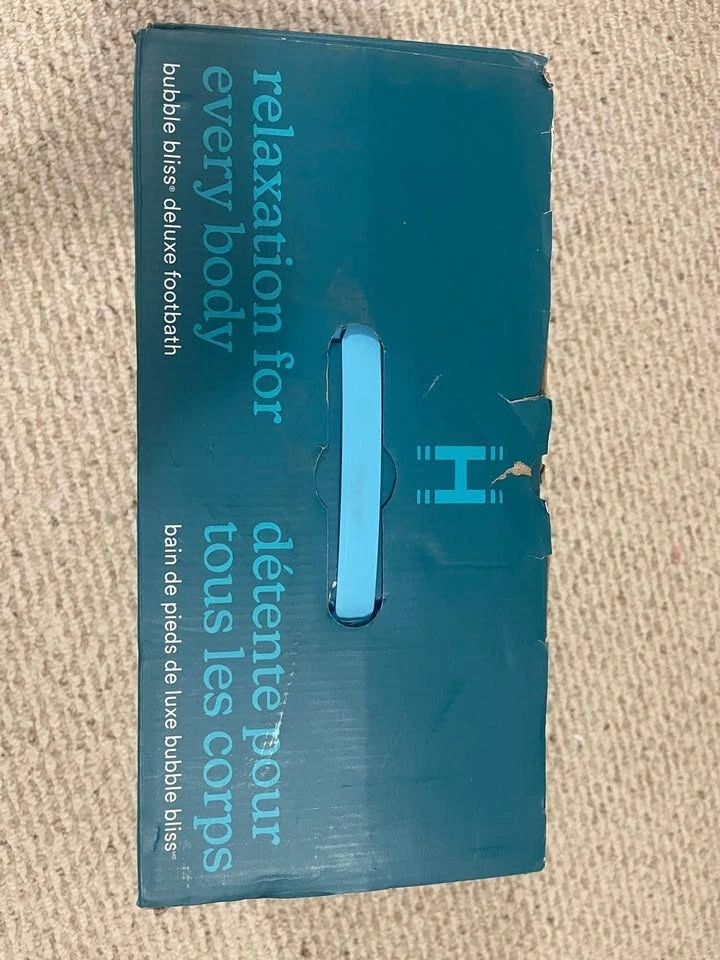 H
relaxation for
every body
bubble bliss® deluxe footbath
détente pour
tous les corps
bain de pieds de luxe bubble bliss MD